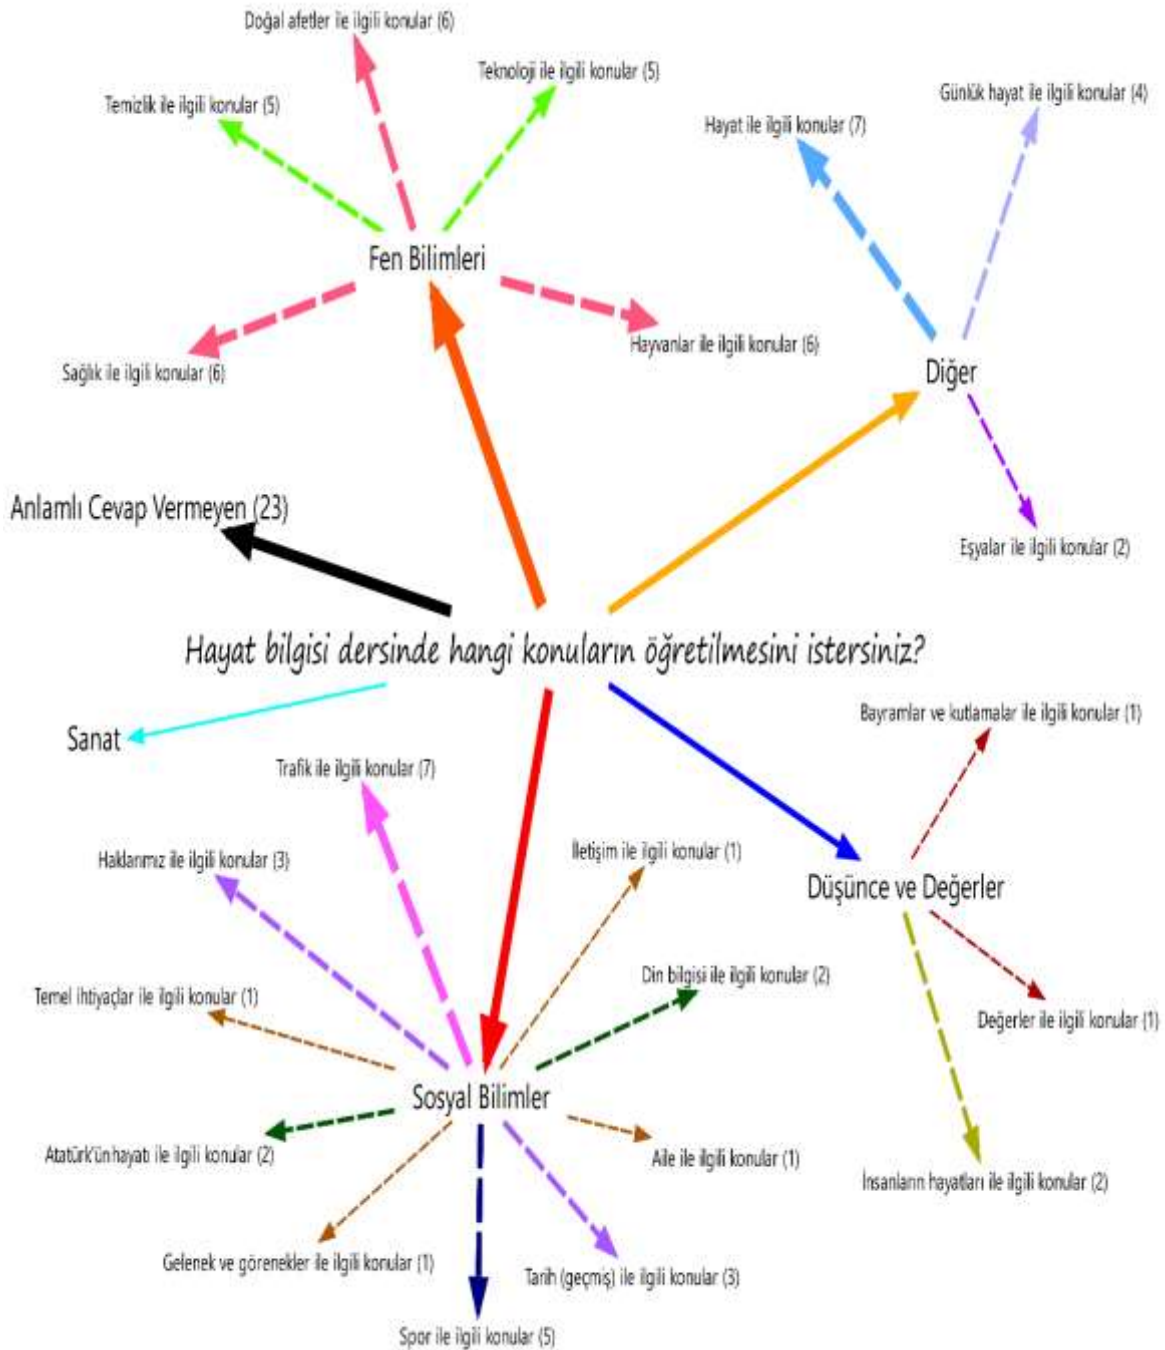 Doğal afetler ile ilgili konular (6)
Teknoloji ile ilgili konular (5)
Temizlik ile ilgili konular (5)
Günlük hayat ile ilgili konular (4)
Hayat ile ilgili konular (7)
Fen Bilimleri
Hayvanlar ile ilgili konular (6)
Sağlık ile ilgili konular (6)
Diğer
Anlamlı Cevap Vermeyen (23)
Eşyalar ile ilgili konular (2)
Hayat bilgisi dersinde hangi konuların öğretilmesini istersiniz?
Bayramlar ve kutlamalar ile ilgili konular (1)
Sanat
Trafik ile ilgili konular (7)
Haklarımız ile ilgili konular (3)
İletişim ile ilgili konular (1)
Düşünce ve Değerler
Din bilgisi ile ilgili konular (2)
Temel ihtiyaçlar ile ilgili konular (1)
Değerler ile ilgili konular (1)
Sosyal Bilimler
Atatürk'ünhayatı ile ilgili konular (2)
Aile ile ilgili konular (1)
İnsanların hayatları ile ilgili konular (2)
Gelenek ve görenekler ile ilgili konular (1)
Tarih (geçmiş) ile ilgili konular (3)
Spor ile ilgili konular (5)